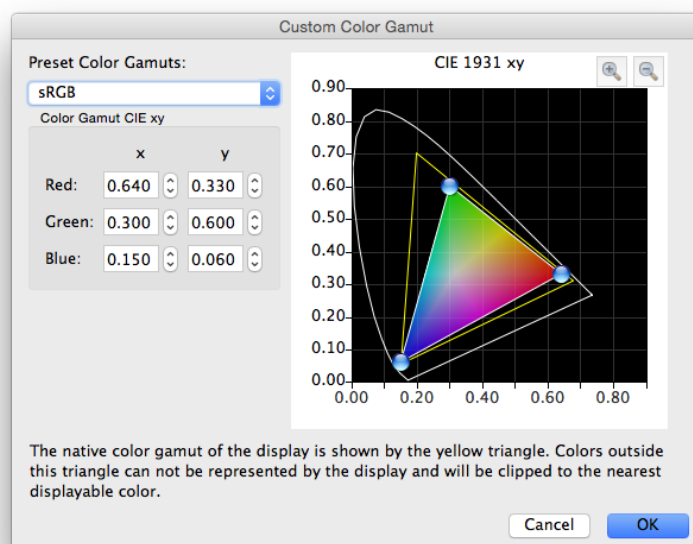 Custom Color Gamut
Preset Color Gamuts:
sRGB
Color Gamut CIE xy
x y
Red: 0.640 0.330
Green: 0.300 0.600
Blue: 0.150 0.060
CIE 1931 xy
0.90
0.80
0.70
0.60
0.50
0.40
0.30
0.20
0.10
0.00
0.00 0.20 0.40 0.60 0.80
The native color gamut of the display is shown by the yellow triangle. Colors outside
this triangle can not be represented by the display and will be clipped to the nearest
displayable color.
Cancel OK